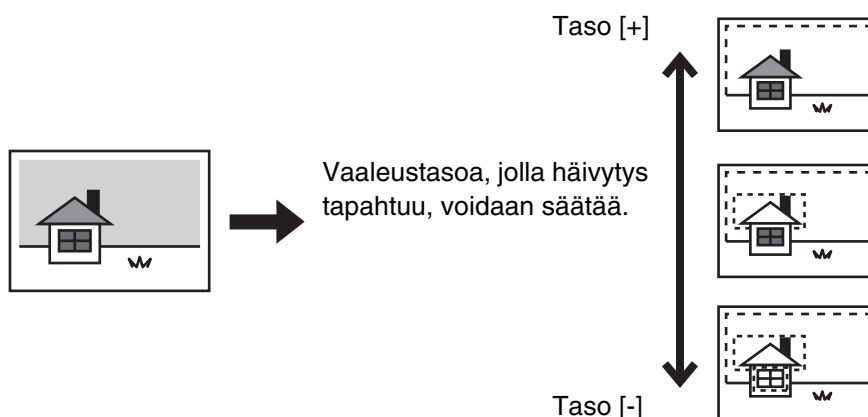 Taso [+]
Vaaleustasoa, jolla häivytys
tapahtuu, voidaan säätää.
Taso [-]